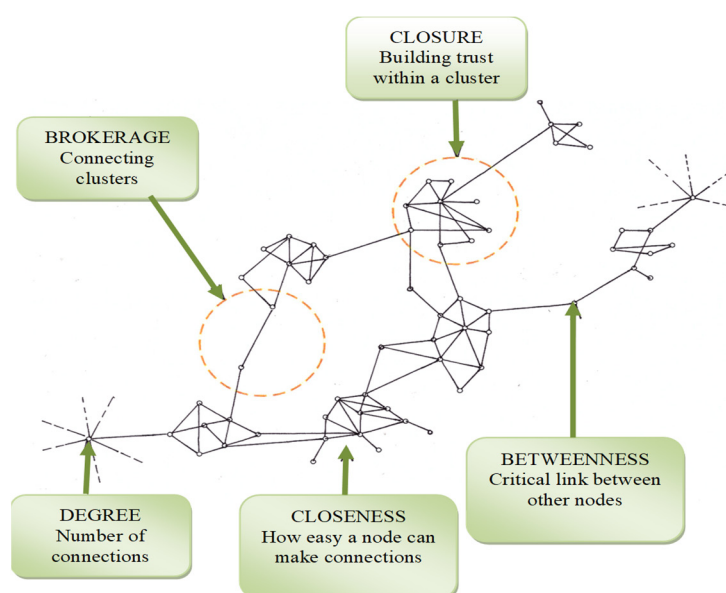 CLOSURE
Building trust
within a cluster
BROKERAGE
Connecting
clusters
BETWEENNESS
Critical link between
other nodes
DEGREE
Number of
connections
CLOSENESS
How easy a node can
make connections